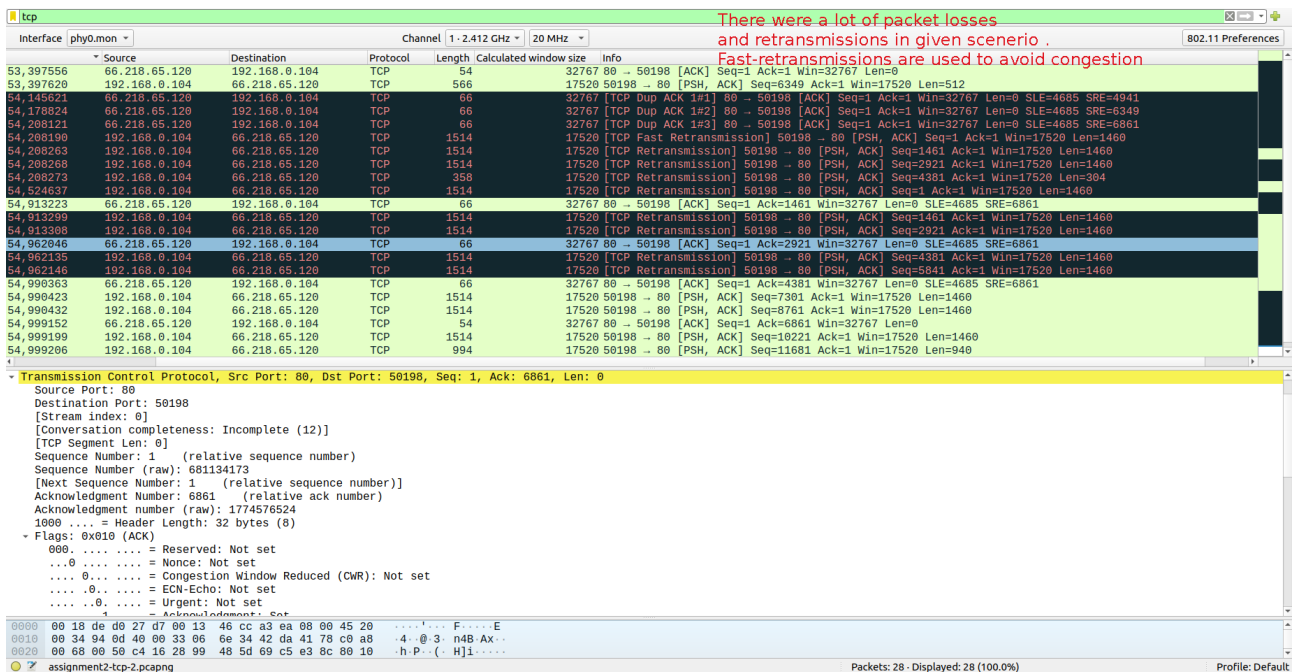 tcp
There were a lot of packet losses
and retransmissions in given scenerio .
Fast-retransmissions are used to avoid congestion
Interface phy0.mon Channel 1 · 2.412 GHz 20 MHz 802.11 Preferences
Source Destination Protocol Length Calculated window size Info
53,397556 66.218.65.120 192.168.0.104 TCP 54 32767 80 → 50198 [ACK] Seq=1 Ack=1 Win=32767 Len=0
53,397620 192.168.0.104 66.218.65.120 TCP 566 17520 50198 → 80 [ACK] Seq=6349 Ack=1 Win=17520 Len=512
54,145621 66.218.65.120 192.168.0.104 TCP 66 32767 [TCP Dup ACK 1#1] 80 → 50198 [ACK] Seq=1 Ack=1 Win=32767 Len=0 SLE=4685 SRE=4941
54,178824 66.218.65.120 192.168.0.104 TCP 66 32767 [TCP Dup ACK 1#2] 80 → 50198 [ACK] Seq=1 Ack=1 Win=32767 Len=0 SLE=4685 SRE=6349
54,208121 66.218.65.120 192.168.0.104 TCP 66 32767 [TCP Dup ACK 1#3] 80 → 50198 [ACK] Seq=1 Ack=1 Win=32767 Len=0 SLE=4685 SRE=6861
54,208190 192.168.0.104 66.218.65.120 TCP 1514 17520 [TCP Fast Retransmission] 50198 → 80 [PSH, ACK] Seq=1 Ack=1 Win=17520 Len=1460
54,208263 192.168.0.104 66.218.65.120 TCP 1514 17520 [TCP Retransmission] 50198 → 80 [PSH, ACK] Seq=1461 Ack=1 Win=17520 Len=1460
54,208268 192.168.0.104 66.218.65.120 TCP 1514 17520 [TCP Retransmission] 50198 → 80 [PSH, ACK] Seq=2921 Ack=1 Win=17520 Len=1460
54,208273 192.168.0.104 66.218.65.120 TCP 358 17520 [TCP Retransmission] 50198 → 80 [PSH, ACK] Seq=4381 Ack=1 Win=17520 Len=304
54,524637 192.168.0.104 66.218.65.120 TCP 1514 17520 [TCP Retransmission] 50198 → 80 [PSH, ACK] Seq=1 Ack=1 Win=17520 Len=1460
54,913223 66.218.65.120 192.168.0.104 TCP 66 32767 80 → 50198 [ACK] Seq=1 Ack=1461 Win=32767 Len=0 SLE=4685 SRE=6861
54,913299 192.168.0.104 66.218.65.120 TCP 1514 17520 [TCP Retransmission] 50198 → 80 [PSH, ACK] Seq=1461 Ack=1 Win=17520 Len=1460
54,913308 192.168.0.104 66.218.65.120 TCP 1514 17520 [TCP Retransmission] 50198 → 80 [PSH, ACK] Seq=2921 Ack=1 Win=17520 Len=1460
54,962046 66.218.65.120 192.168.0.104 TCP 66 32767 80 → 50198 [ACK] Seq=1 Ack=2921 Win=32767 Len=0 SLE=4685 SRE=6861
54,962135 192.168.0.104 66.218.65.120 TCP 1514 17520 [TCP Retransmission] 50198 → 80 [PSH, ACK] Seq=4381 Ack=1 Win=17520 Len=1460
54,962146 192.168.0.104 66.218.65.120 TCP 1514 17520 [TCP Retransmission] 50198 → 80 [PSH, ACK] Seq=5841 Ack=1 Win=17520 Len=1460
54,990363 66.218.65.120 192.168.0.104 TCP 66 32767 80 → 50198 [ACK] Seq=1 Ack=4381 Win=32767 Len=0 SLE=4685 SRE=6861
54,990423 192.168.0.104 66.218.65.120 TCP 1514 17520 50198 → 80 [PSH, ACK] Seq=7301 Ack=1 Win=17520 Len=1460
54,990432 192.168.0.104 66.218.65.120 TCP 1514 17520 50198 → 80 [PSH, ACK] Seq=8761 Ack=1 Win=17520 Len=1460
54,999152 66.218.65.120 192.168.0.104 TCP 54 32767 80 → 50198 [ACK] Seq=1 Ack=6861 Win=32767 Len=0
54,999199 192.168.0.104 66.218.65.120 TCP 1514 17520 50198 → 80 [PSH, ACK] Seq=10221 Ack=1 Win=17520 Len=1460
54,999206 192.168.0.104 66.218.65.120 TCP 994 17520 50198 → 80 [PSH, ACK] Seq=11681 Ack=1 Win=17520 Len=940
Transmission Control Protocol, Src Port: 80, Dst Port: 50198, Seq: 1, Ack: 6861, Len: 0
Source Port: 80
Destination Port: 50198
[Stream index: 0]
[Conversation completeness: Incomplete (12)]
[TCP Segment Len: 0]
Sequence Number: 1 (relative sequence number)
Sequence Number (raw): 681134173
[Next Sequence Number: 1 (relative sequence number)]
Acknowledgment Number: 6861 (relative ack number)
Acknowledgment number (raw): 1774576524
1000 .... = Header Length: 32 bytes (8)
Flags: 0x010 (ACK)
000. .... .... = Reserved: Not set
...0 .... .... = Nonce: Not set
.... 0... .... = Congestion Window Reduced (CWR): Not set
.... .0.. .... = ECN-Echo: Not set
.... ..0. .... = Urgent: Not set
.... ...1 .... = Acknowledgment: Set
0000 00 18 de d0 27 d7 00 13 46 cc a3 ea 08 00 45 20 ····'··· F·····E
0010 00 34 94 0d 40 00 33 06 6e 34 42 da 41 78 c0 a8 ·4··@·3· n4B·Ax··
0020 00 68 00 50 c4 16 28 99 48 5d 69 c5 e3 8c 80 10 ·h·P··(· H]i·····
assignment2-tcp-2.pcapng Packets: 28 · Displayed: 28 (100.0%) Profile: Default